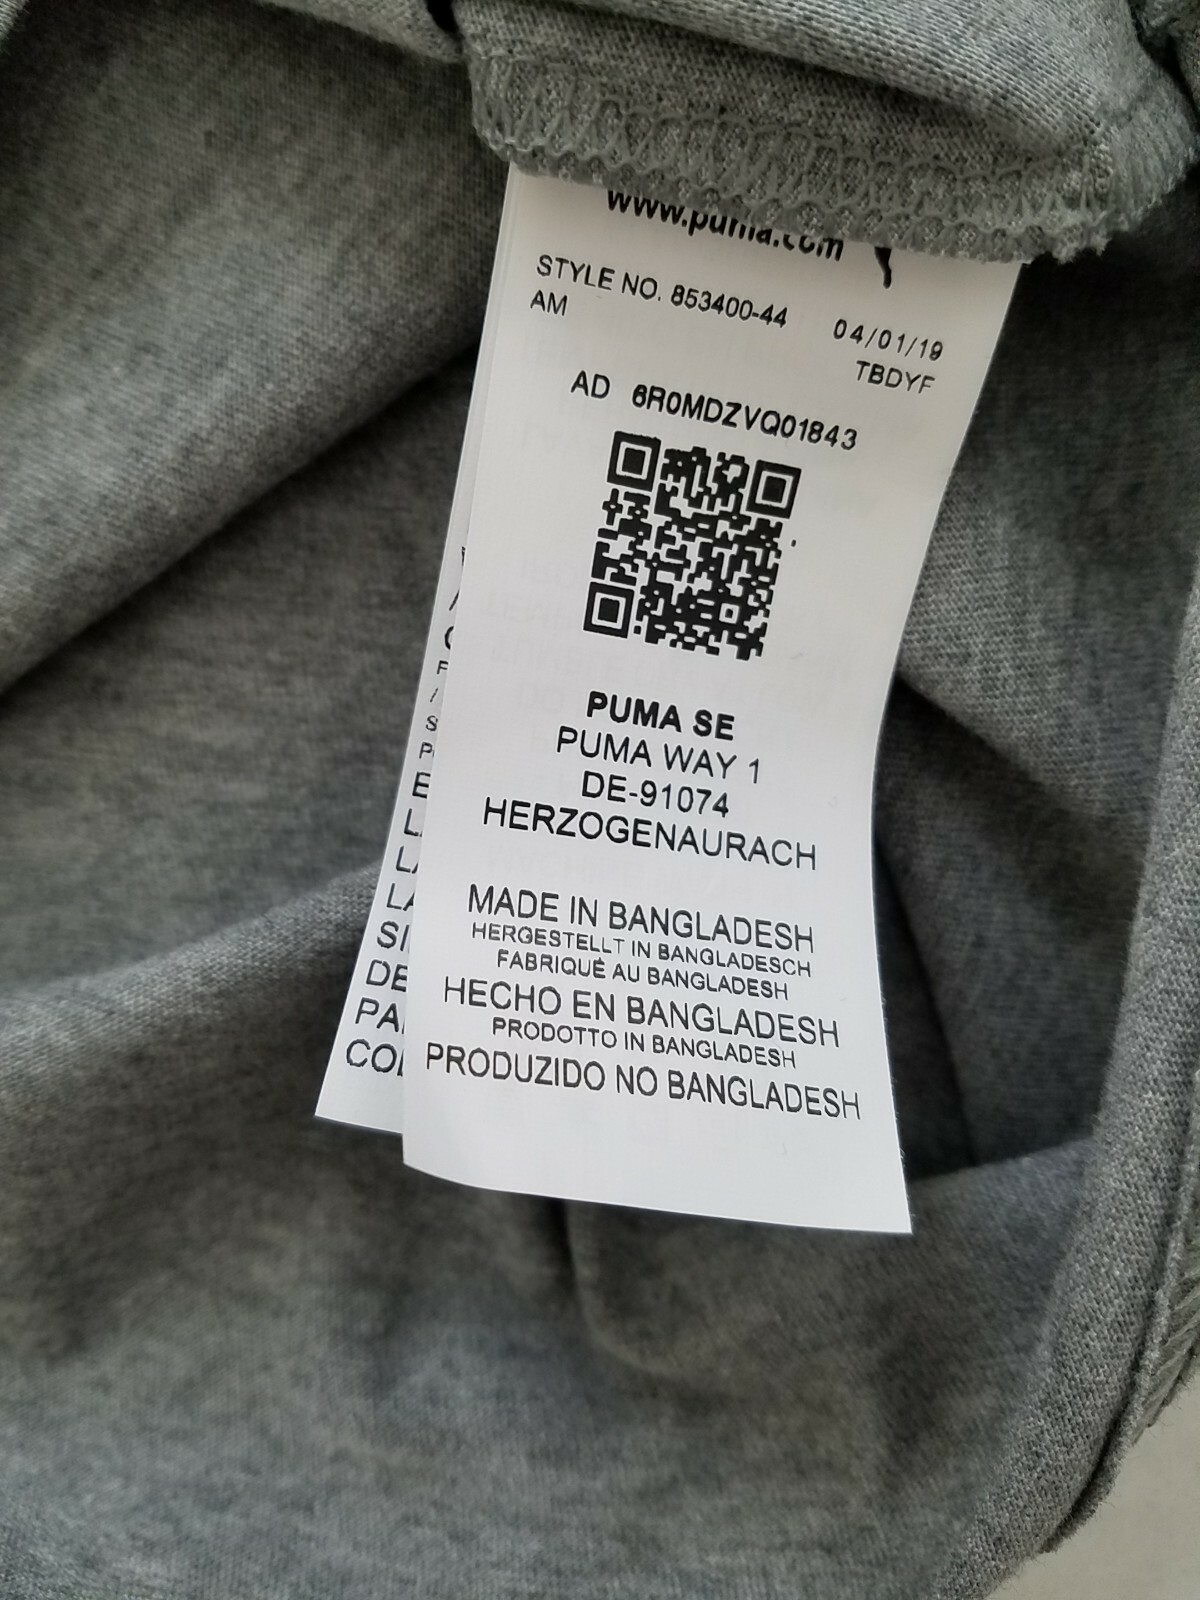 www.puma.com
STYLE NO. 853400-44 04/01/19
AM TBDYF
AD 6R0MDZVQ01843
PUMA SE
PUMA WAY 1
DE-91074
HERZOGENAURACH
MADE IN BANGLADESH
HERGESTELLT IN BANGLADESCH
FABRIQUÉ AU BANGLADESH
HECHO EN BANGLADESH
PRODOTTO IN BANGLADESH
PRODUZIDO NO BANGLADESH